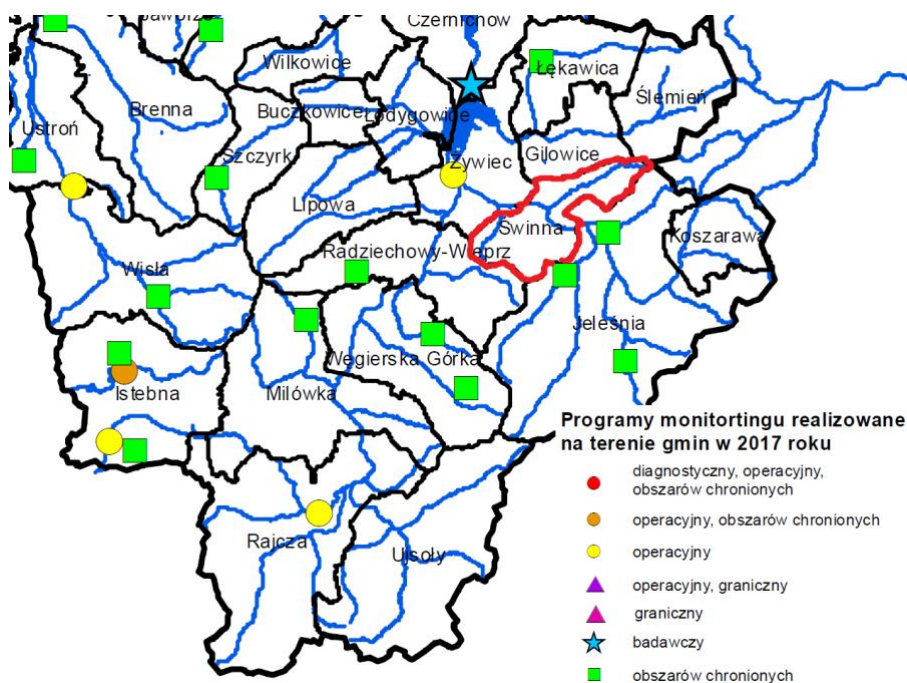 Jaworze
Czernichów
Wilkowice
Łękawica
Ślemień
Brenna
Buczkowice
Łodygowice
Ustroń
Szczyrk
Żywiec
Gilowice
Lipowa
Świnna
Koszarawa
Radziechowy-Wieprz
Wisła
Jeleśnia
Węgierska Górka
Istebna
Milówka
Rajcza
Ujsoły
Programy monitortingu realizowane
na terenie gmin w 2017 roku
diagnostyczny, operacyjny,
obszarów chronionych
operacyjny, obszarów chronionych
operacyjny
operacyjny, graniczny
graniczny
badawczy
obszarów chronionych